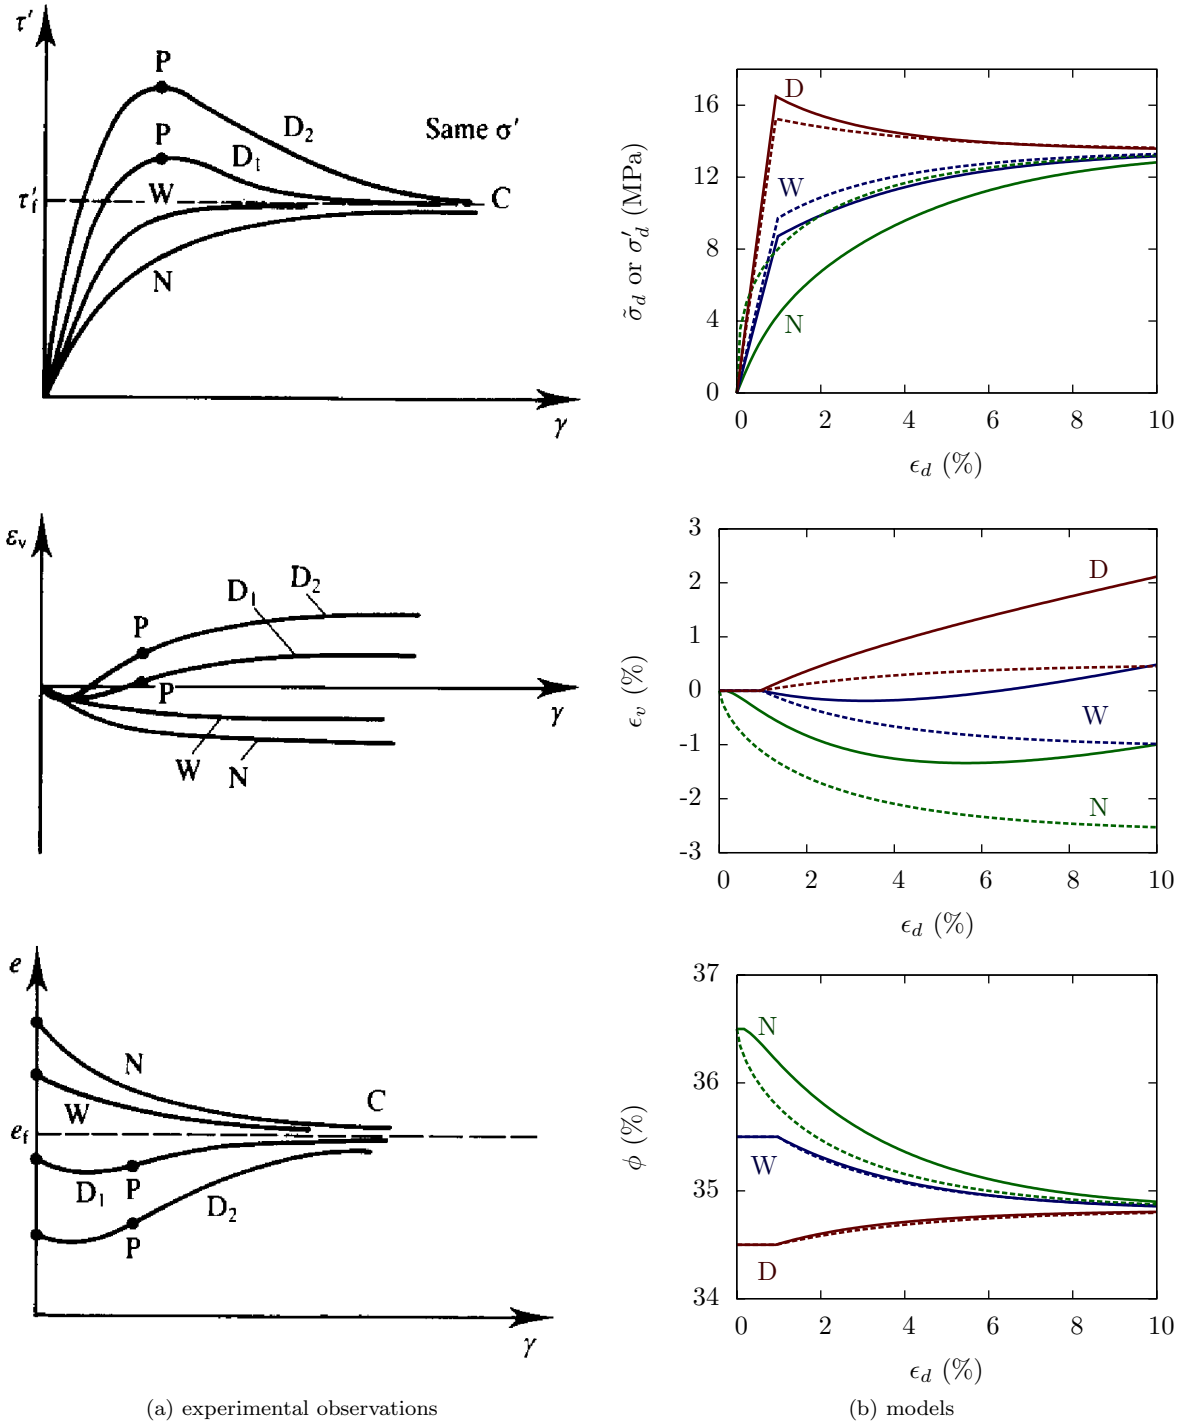 τ′
P
P
D₂
D₁
Same σ′
τ′f
W
C
N
γ
εv
D₁
D₂
P
P
γ
W
N
e
N
W
C
ef
D₁
P
D₂
P
γ
(a) experimental observations
σ̃d or σ′d (MPa)
16
12
8
4
0
D
W
N
0 2 4 6 8 10
ϵd (%)
ϵv (%)
3
2
1
0
-1
-2
-3
D
W
N
0 2 4 6 8 10
ϵd (%)
ϕ (%)
37
36
35
34
N
W
D
0 2 4 6 8 10
ϵd (%)
(b) models